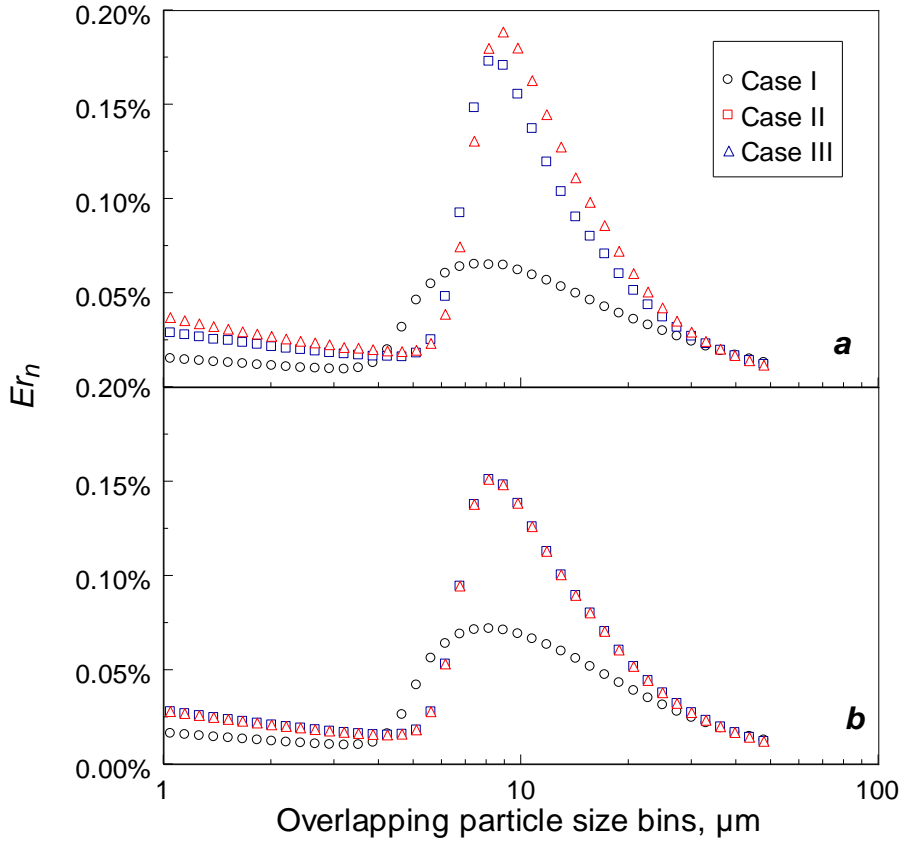 0.20%
0.15%
0.10%
0.05%
0.20%
0.15%
0.10%
0.05%
0.00%
Er_n
Case I
Case II
Case III
a
b
1
10
100
Overlapping particle size bins, µm